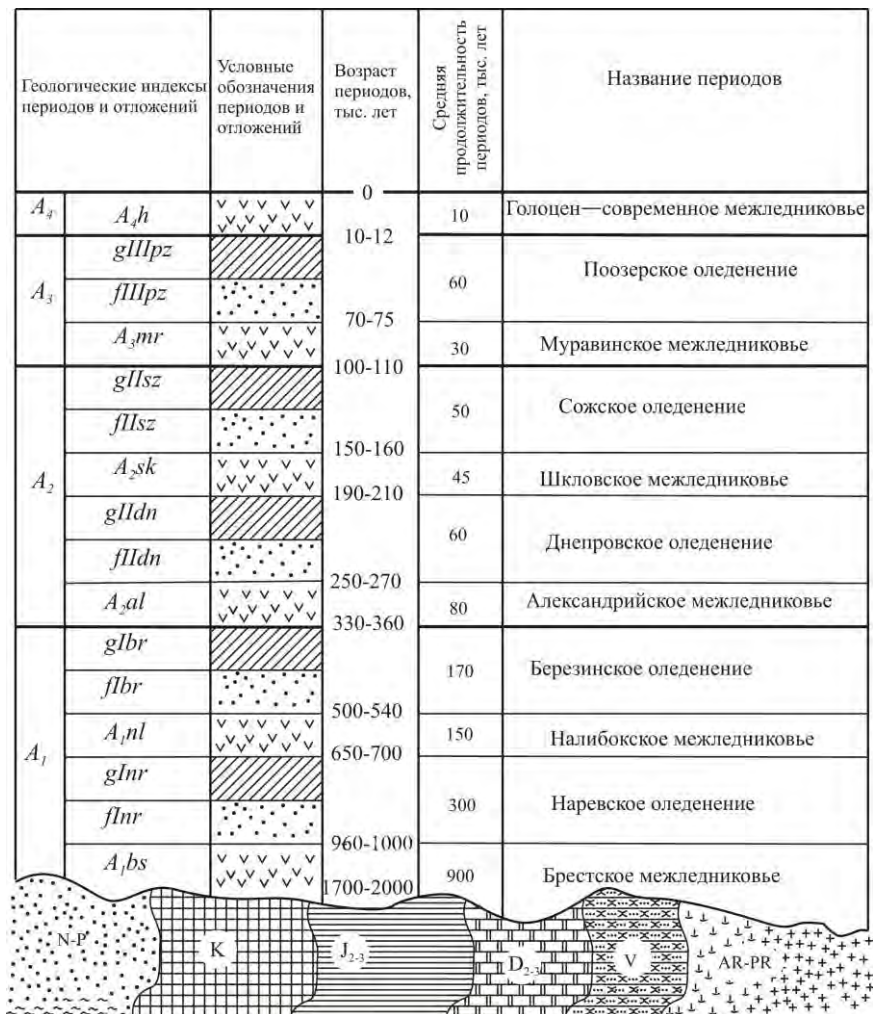 Геологические индексы
периодов и отложений
Условные
обозначения
периодов и
отложений
Возраст
периодов,
тыс. лет
Средняя
продолжительность
периодов, тыс. лет
Название периодов
0
A₄ A₄h 10 Голоцен—современное межледниковье
10-12
gIIIpz
A₃ fIIIpz 60 Поозерское оледенение
70-75
A₃mr 30 Муравинское межледниковье
100-110
gIIsz
fIIsz 50 Сожское оледенение
150-160
A₂ A₂sk 45 Шкловское межледниковье
190-210
gIIdn
fIIdn 60 Днепровское оледенение
250-270
A₂al 80 Александрийское межледниковье
330-360
gIbr
fIbr 170 Березинское оледенение
500-540
A₁nl 150 Налибокское межледниковье
650-700
A₁ gInr
fInr 300 Наревское оледенение
960-1000
A₁bs 900 Брестское межледниковье
1700-2000
N-P K J₂₋₃ D₂₋₃ V AR-PR